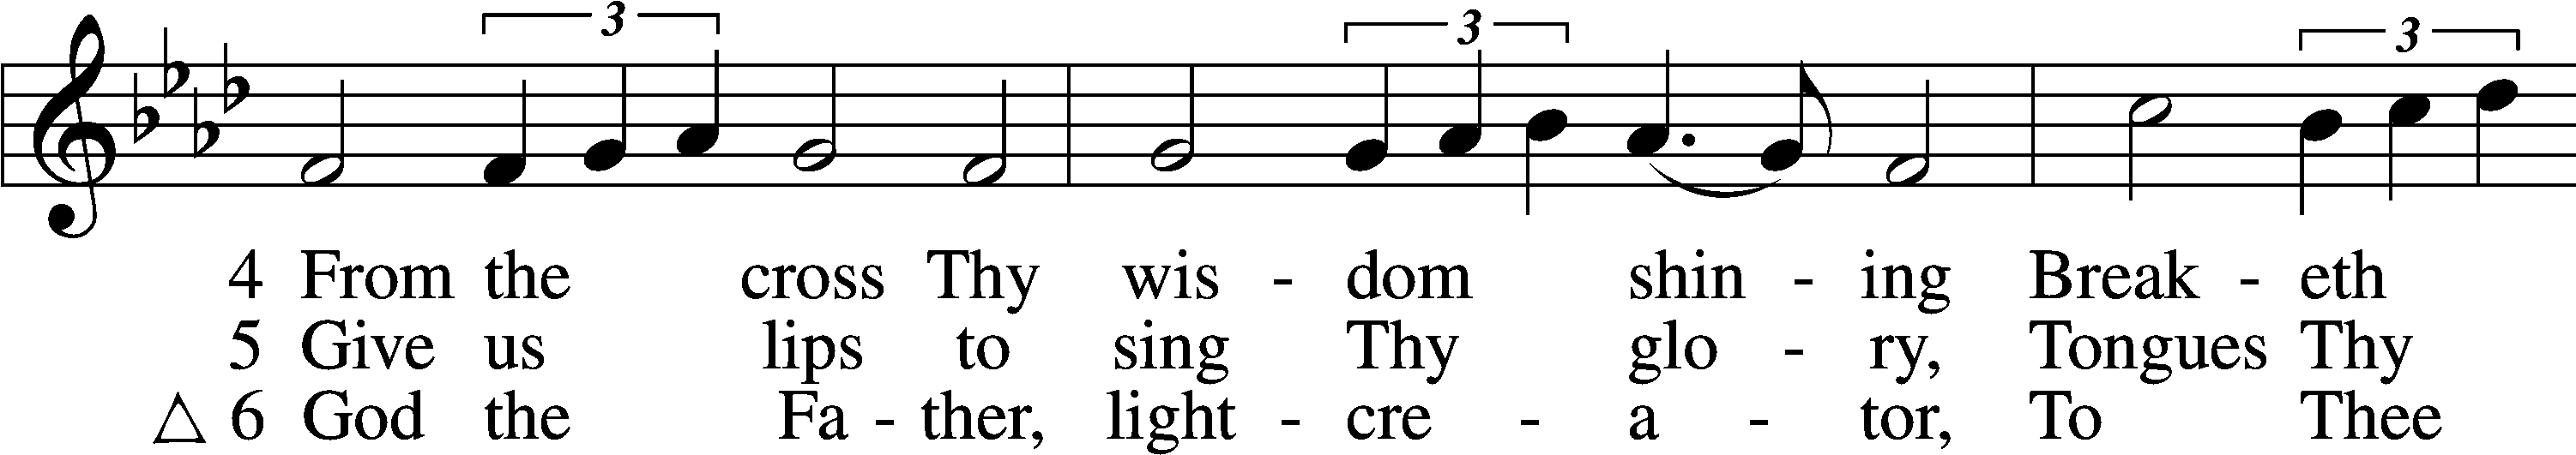 3 3 3
4 From the cross Thy wis - dom shin - ing Break - eth
5 Give us lips to sing Thy glo - ry, Tongues Thy
△ 6 God the Fa - ther, light - cre - a - tor, To Thee